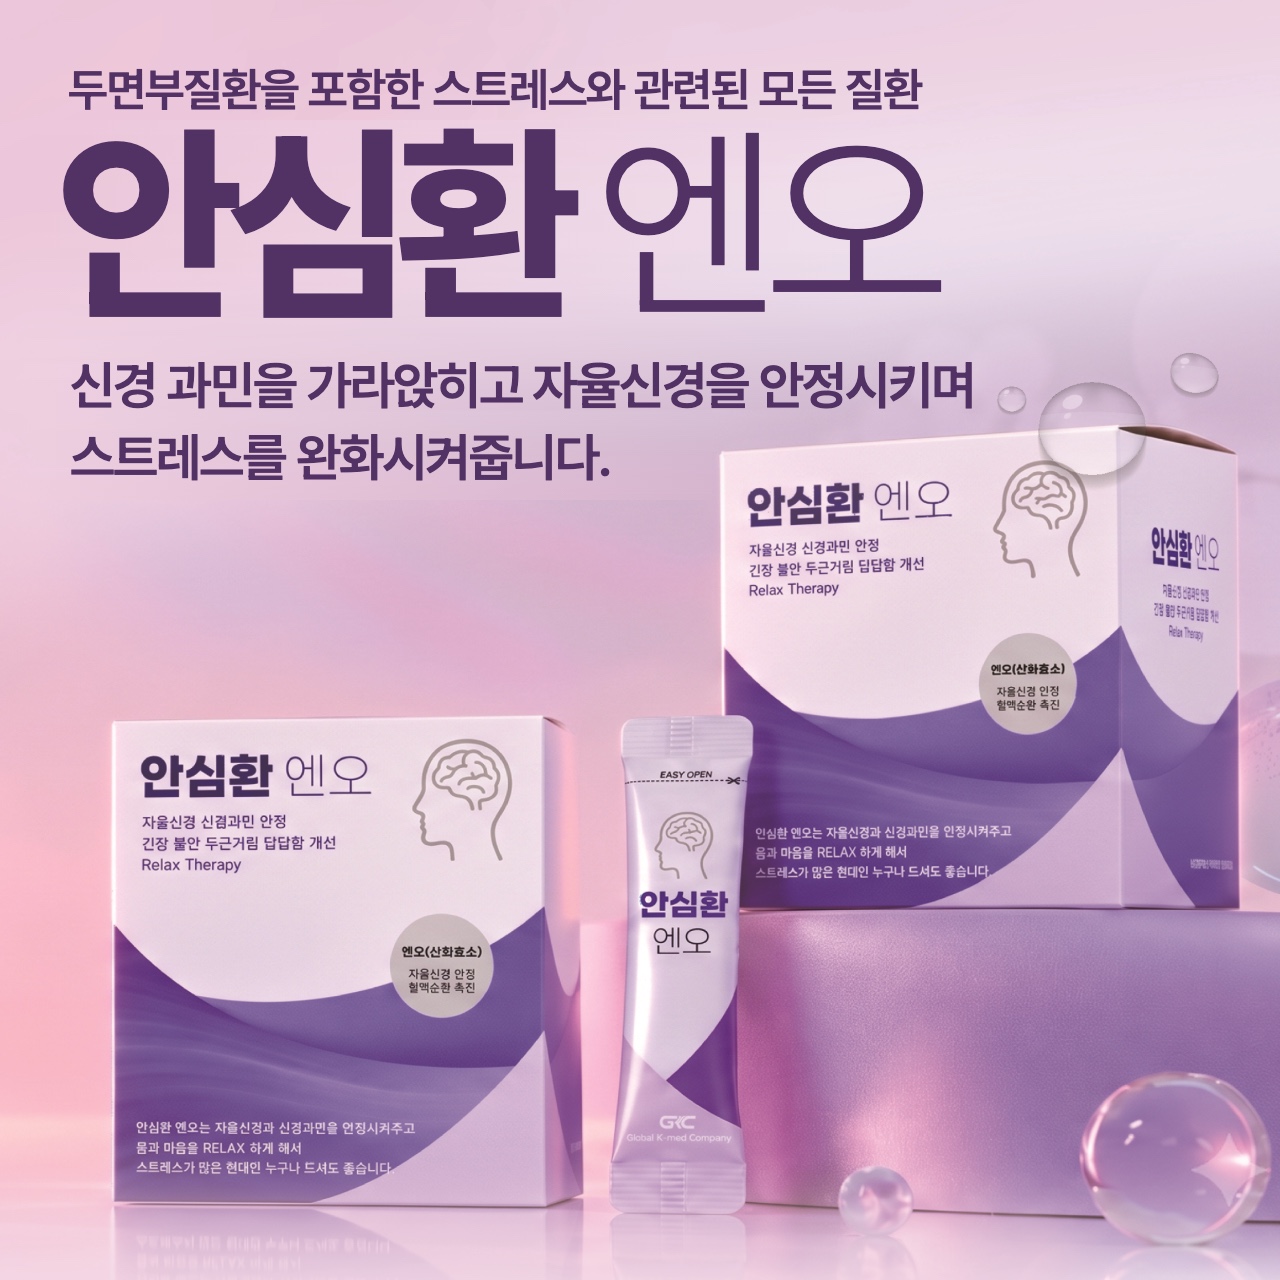 두면부질환을 포함한 스트레스와 관련된 모든 질환
안심환 엔오
신경 과민을 가라앉히고 자율신경을 안정시키며
스트레스를 완화시켜줍니다.
안심환 엔오
자율신경 신경과민 안정
긴장 불안 두근거림 딥답함 개선
Relax Therapy
엔오(산화효소)
자율신경 인정
헐액순환 촉진
인심환 엔오는 자율신경과 신경과민을 인정시켜주고
음과 마음을 RELAX 하게 해서
스트레스가 많은 현대인 누구나 드셔도 좋습니다.
안심환 엔오
Relax Therapy
안심환 엔오
자율신경 신겸과민 안정
긴장 불안 두근거림 답답함 개선
Relax Therapy
엔오(산화효소)
자율신경 안정
혈액순환 촉진
안심환 엔오는 자율신경과 신경과면을 언정시켜주고
몸과 마음을 RELAX 하게 해서
스트레스가 많은 현대인 누구나 드셔도 좋습니다.
EASY OPEN
안심환
엔오
GKC
Global K-med Company